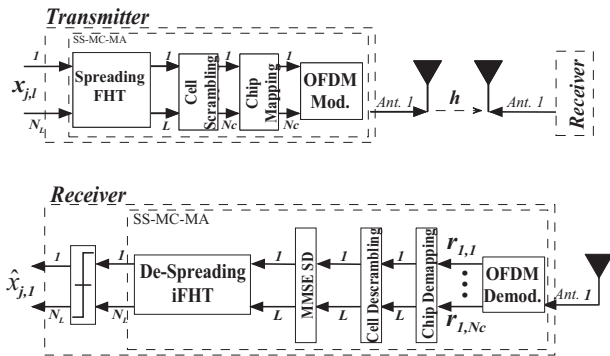 Transmitter
SS-MC-MA
x_{j,l}
1
N_L
Spreading
FHT
1
L
Cell
Scrambling
1
Nc
Chip
Mapping
1
Nc
OFDM
Mod.
Ant. 1
h
Ant. 1
Receiver
Receiver
SS-MC-MA
x̂_{j,1}
1
N_L
1
N_L
De-Spreading
iFHT
1
L
MMSE SD
1
L
Cell Descrambling
1
L
Chip Demapping
r_{1,1}
r_{1,Nc}
OFDM
Demod.
Ant. 1